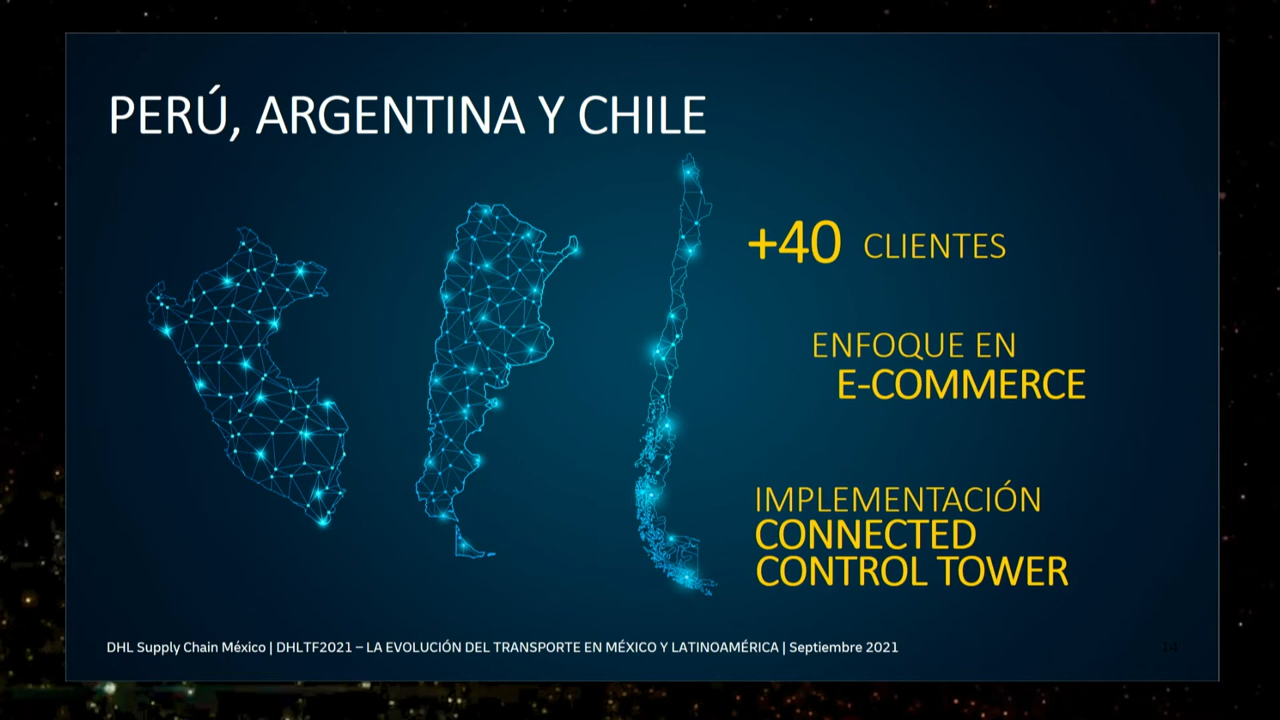 PERÚ, ARGENTINA Y CHILE
+40 CLIENTES
ENFOQUE EN
E-COMMERCE
IMPLEMENTACIÓN
CONNECTED
CONTROL TOWER
DHL Supply Chain México | DHLTF2021 – LA EVOLUCIÓN DEL TRANSPORTE EN MÉXICO Y LATINOAMÉRICA | Septiembre 2021
14